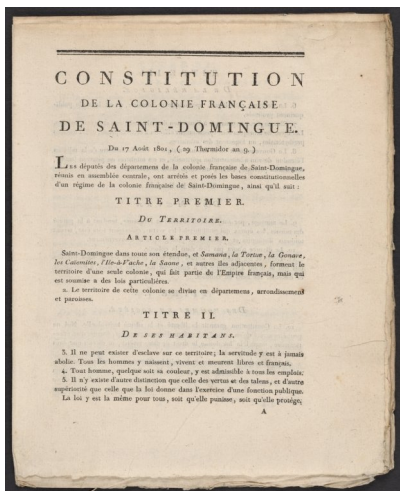 CONSTITUTION
DE LA COLONIE FRANÇAISE
DE SAINT-DOMINGUE.
Du 17 Août 1801, ( 29 Thermidor an 9. )
LES députés des départemens de la colonie française de Saint-Domingue,
réunis en assemblée centrale, ont arrêtés et posés les bases constitutionnelles
d'un régime de la colonie française de Saint-Domingue, ainsi qu'il suit :
TITRE PREMIER.
DU TERRITOIRE.
ARTICLE PREMIER.
Saint-Domingue dans toute son étendue, et Samana, la Tortue, la Gonave,
les Caïemites, l'Ile-à-Vache, la Saone, et autres îles adjacentes, forment le
territoire d'une seule colonie, qui fait partie de l'Empire français, mais qui
est soumise à des lois particulières.
2. Le territoire de cette colonie se divise en départemens, arrondissemens
et paroisses.
TITRE II.
DE SES HABITANS.
3. Il ne peut exister d'esclave sur ce territoire; la servitude y est à jamais
abolie. Tous les hommes y naissent, vivent et meurent libres et français.
4. Tout homme, quelque soit sa couleur, y est admissible à tous les emplois.
5. Il n'y existe d'autre distinction que celle des vertus et des talens, et d'autre
supériorité que celle que la loi donne dans l'exercice d'une fonction publique.
La loi y est la même pour tous, soit qu'elle punisse, soit qu'elle protége.
A